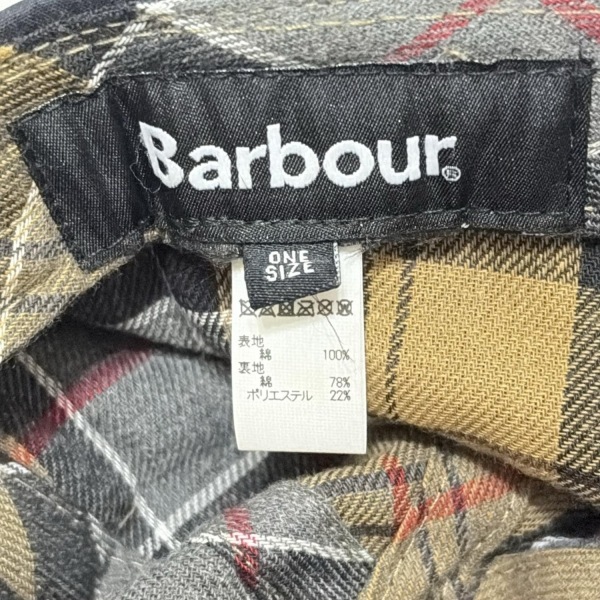 Barbour®
ONE
SIZE
表地
綿 100%
裏地
綿 78%
ポリエステル 22%